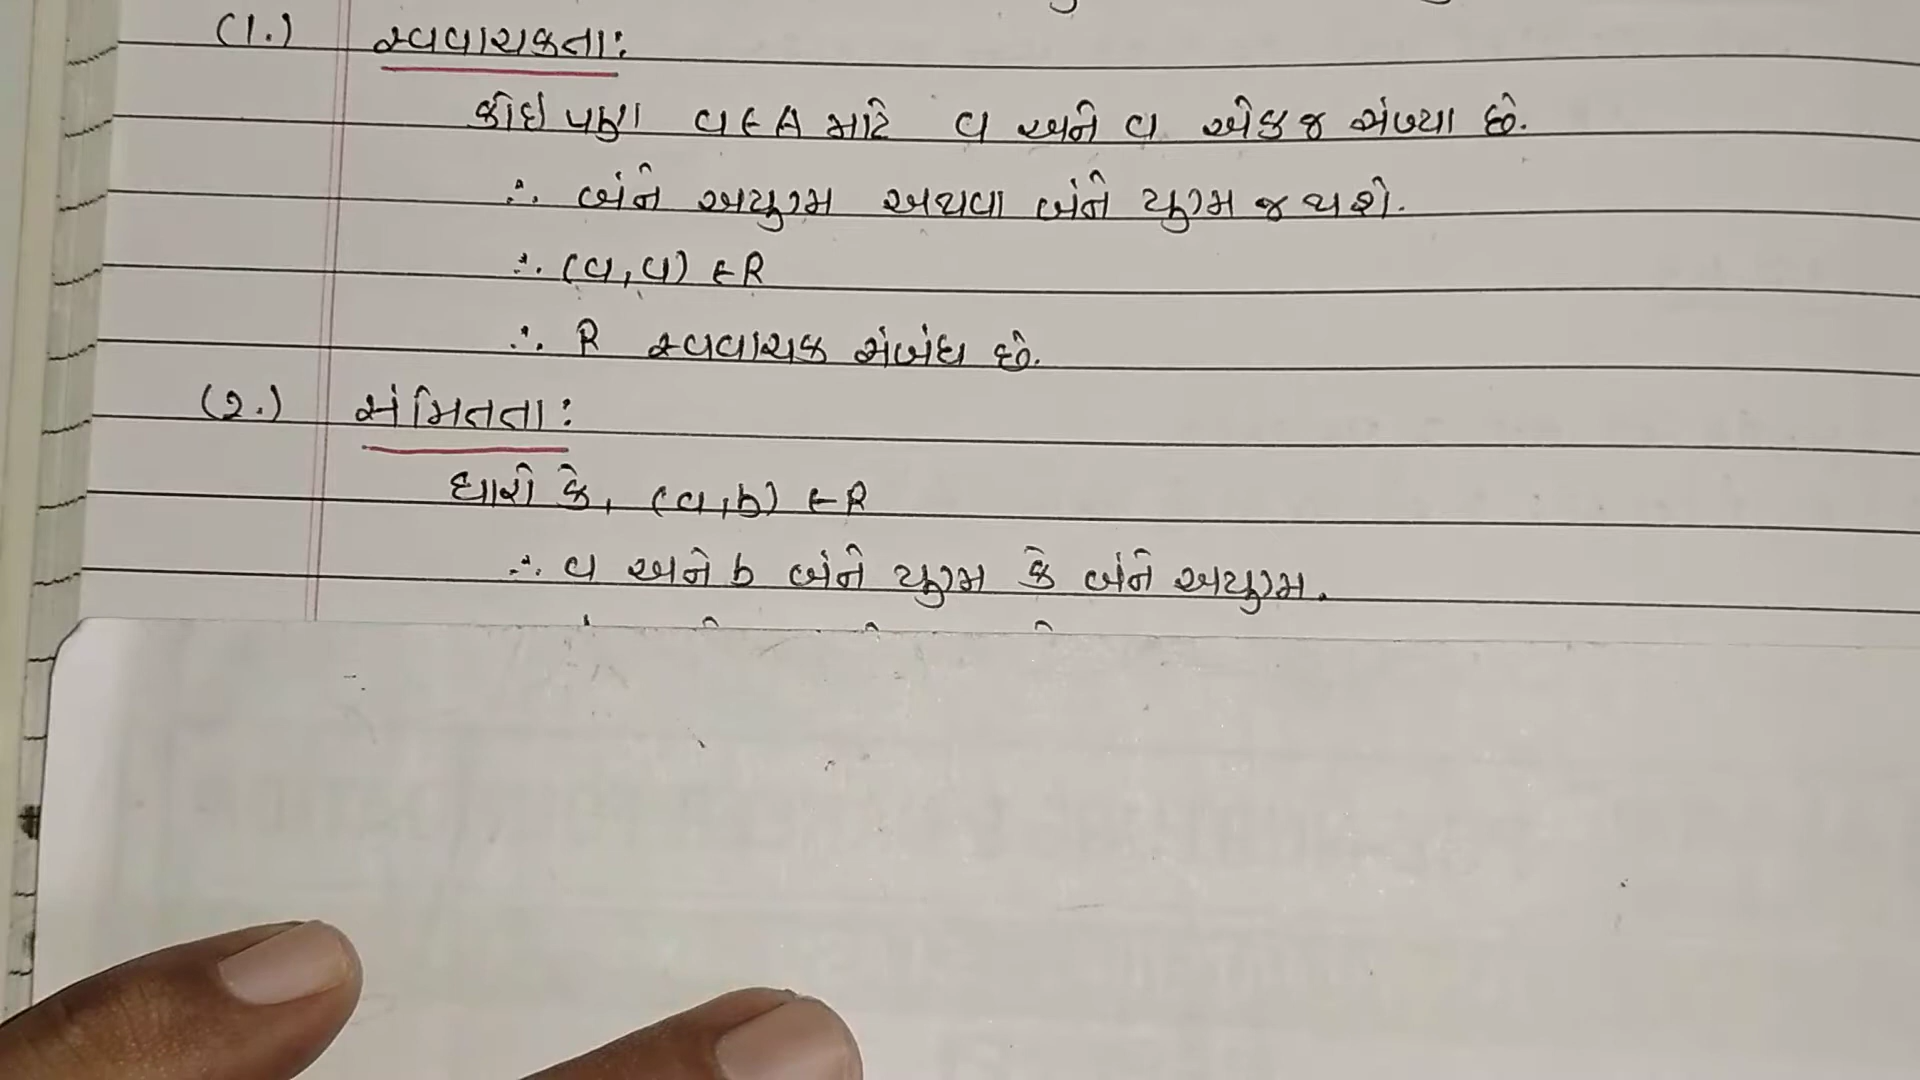 (1.) સ્વવાચકતા:
કોઈ પણ a ∈ A માટે a અને a એક જ સંખ્યા છે.
∴ બંને અયુગ્મ અથવા બંને યુગ્મ જ થશે.
∴ (a, a) ∈ R
∴ R સ્વવાચક સંબંધ છે.
(2.) સંમિતતા:
ધારો કે, (a, b) ∈ R
∴ a અને b બંને યુગ્મ કે બંને અયુગ્મ.